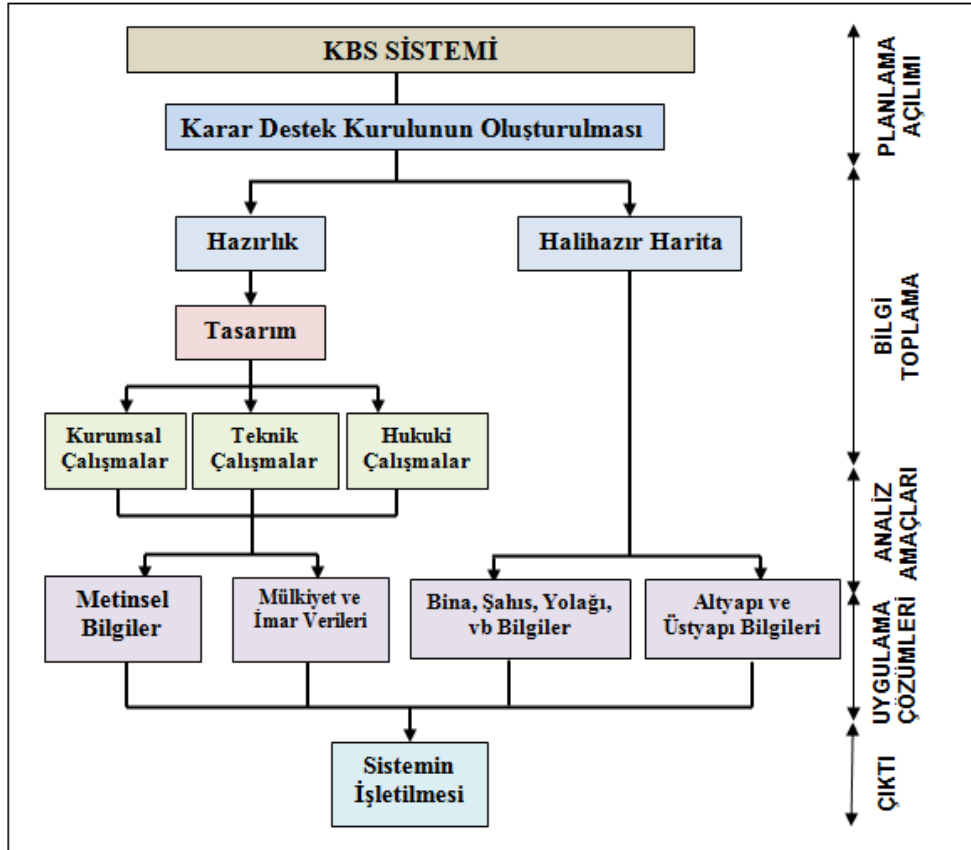 KBS SİSTEMİ
Karar Destek Kurulunun Oluşturulması
Hazırlık
Halihazır Harita
Tasarım
Kurumsal
Çalışmalar
Teknik
Çalışmalar
Hukuki
Çalışmalar
Metinsel
Bilgiler
Mülkiyet ve
İmar Verileri
Bina, Şahıs, Yolağı,
vb Bilgiler
Altyapı ve
Üstyapı Bilgileri
Sistemin
İşletilmesi
PLANLAMA
AÇILIMI
BİLGİ
TOPLAMA
ANALİZ
AMAÇLARI
UYGULAMA
ÇÖZÜMLERİ
ÇIKTI